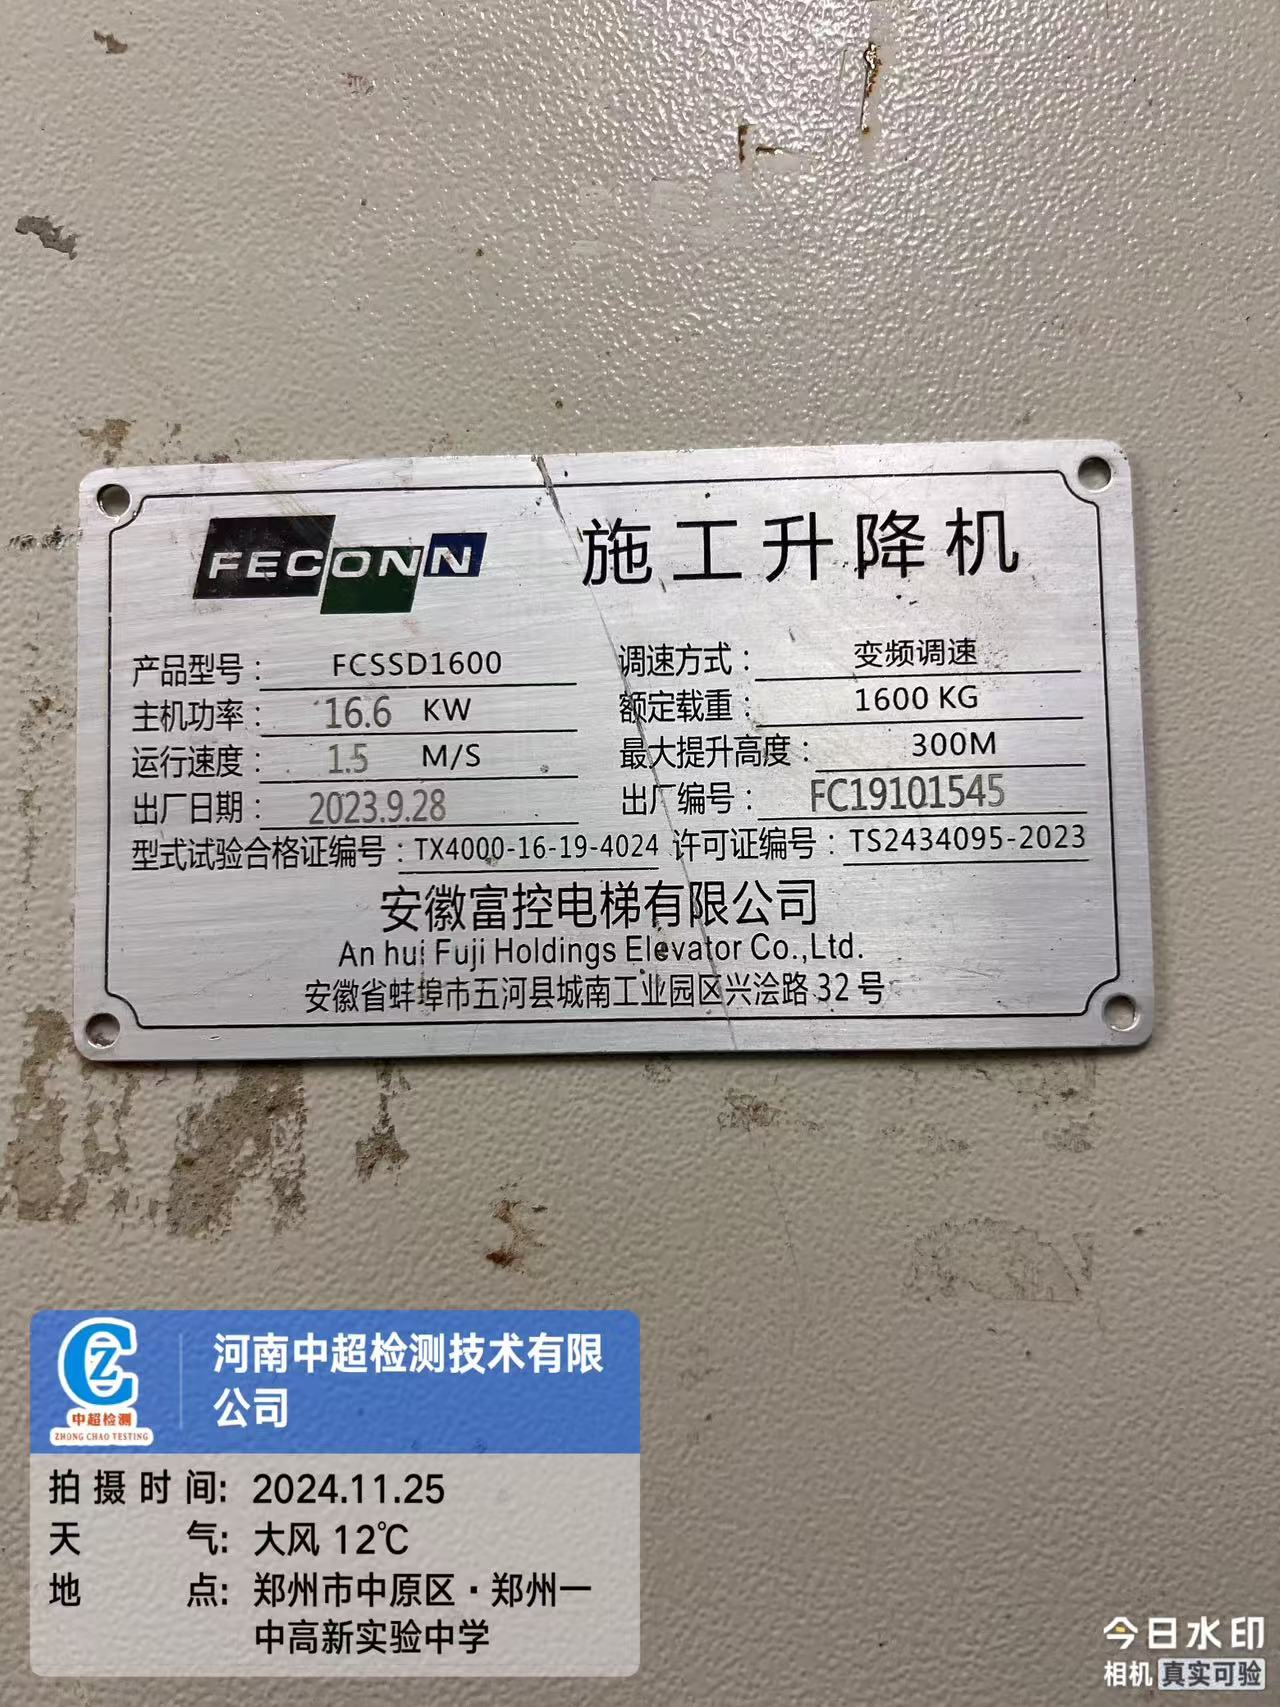 FECONN 施工升降机
产品型号： FCSSD1600 调速方式： 变频调速
主机功率： 16.6 KW 额定载重： 1600 KG
运行速度： 1.5 M/S 最大提升高度： 300M
出厂日期： 2023.9.28 出厂编号： FC19101545
型式试验合格证编号：TX4000-16-19-4024 许可证编号：TS2434095-2023
安徽富控电梯有限公司
An hui Fuji Holdings Elevator Co.,Ltd.
安徽省蚌埠市五河县城南工业园区兴浍路32号
中超检测
ZHONG CHAO TESTING
河南中超检测技术有限
公司
拍摄时间: 2024.11.25
天气: 大风 12℃
地点: 郑州市中原区·郑州一
中高新实验中学
今日水印
相机 真实可验